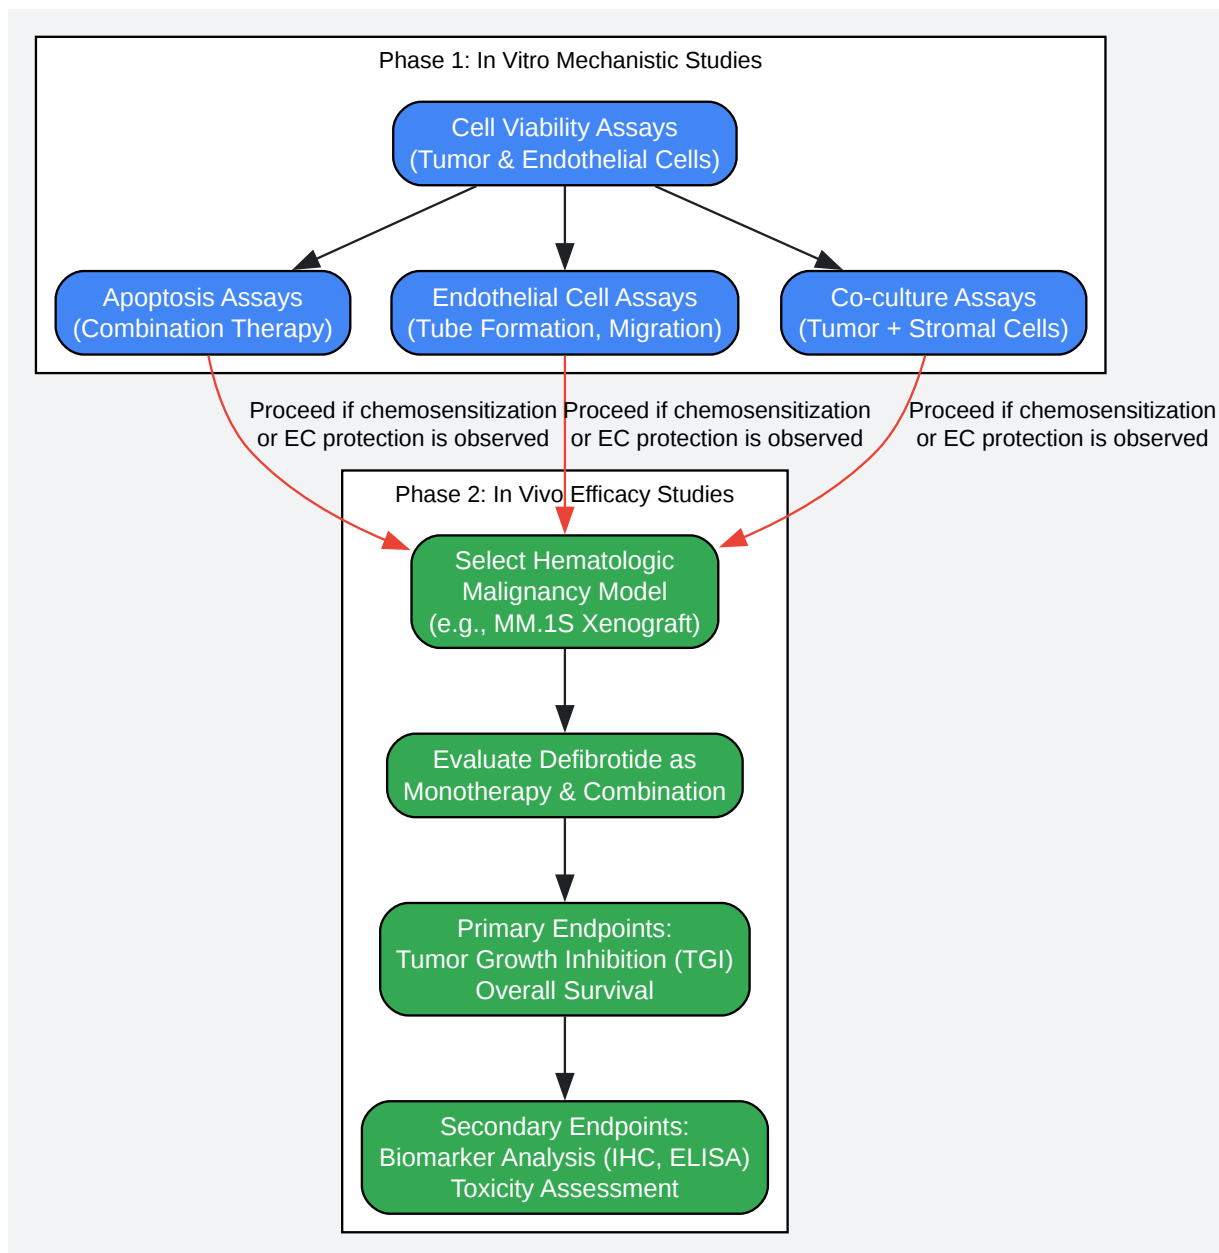 Phase 1: In Vitro Mechanistic Studies
Cell Viability Assays
(Tumor & Endothelial Cells)
Apoptosis Assays
(Combination Therapy)
Endothelial Cell Assays
(Tube Formation, Migration)
Co-culture Assays
(Tumor + Stromal Cells)
Proceed if chemosensitization
or EC protection is observed
Proceed if chemosensitization
or EC protection is observed
Proceed if chemosensitization
or EC protection is observed
Phase 2: In Vivo Efficacy Studies
Select Hematologic
Malignancy Model
(e.g., MM.1S Xenograft)
Evaluate Defibrotide as
Monotherapy & Combination
Primary Endpoints:
Tumor Growth Inhibition (TGI)
Overall Survival
Secondary Endpoints:
Biomarker Analysis (IHC, ELISA)
Toxicity Assessment